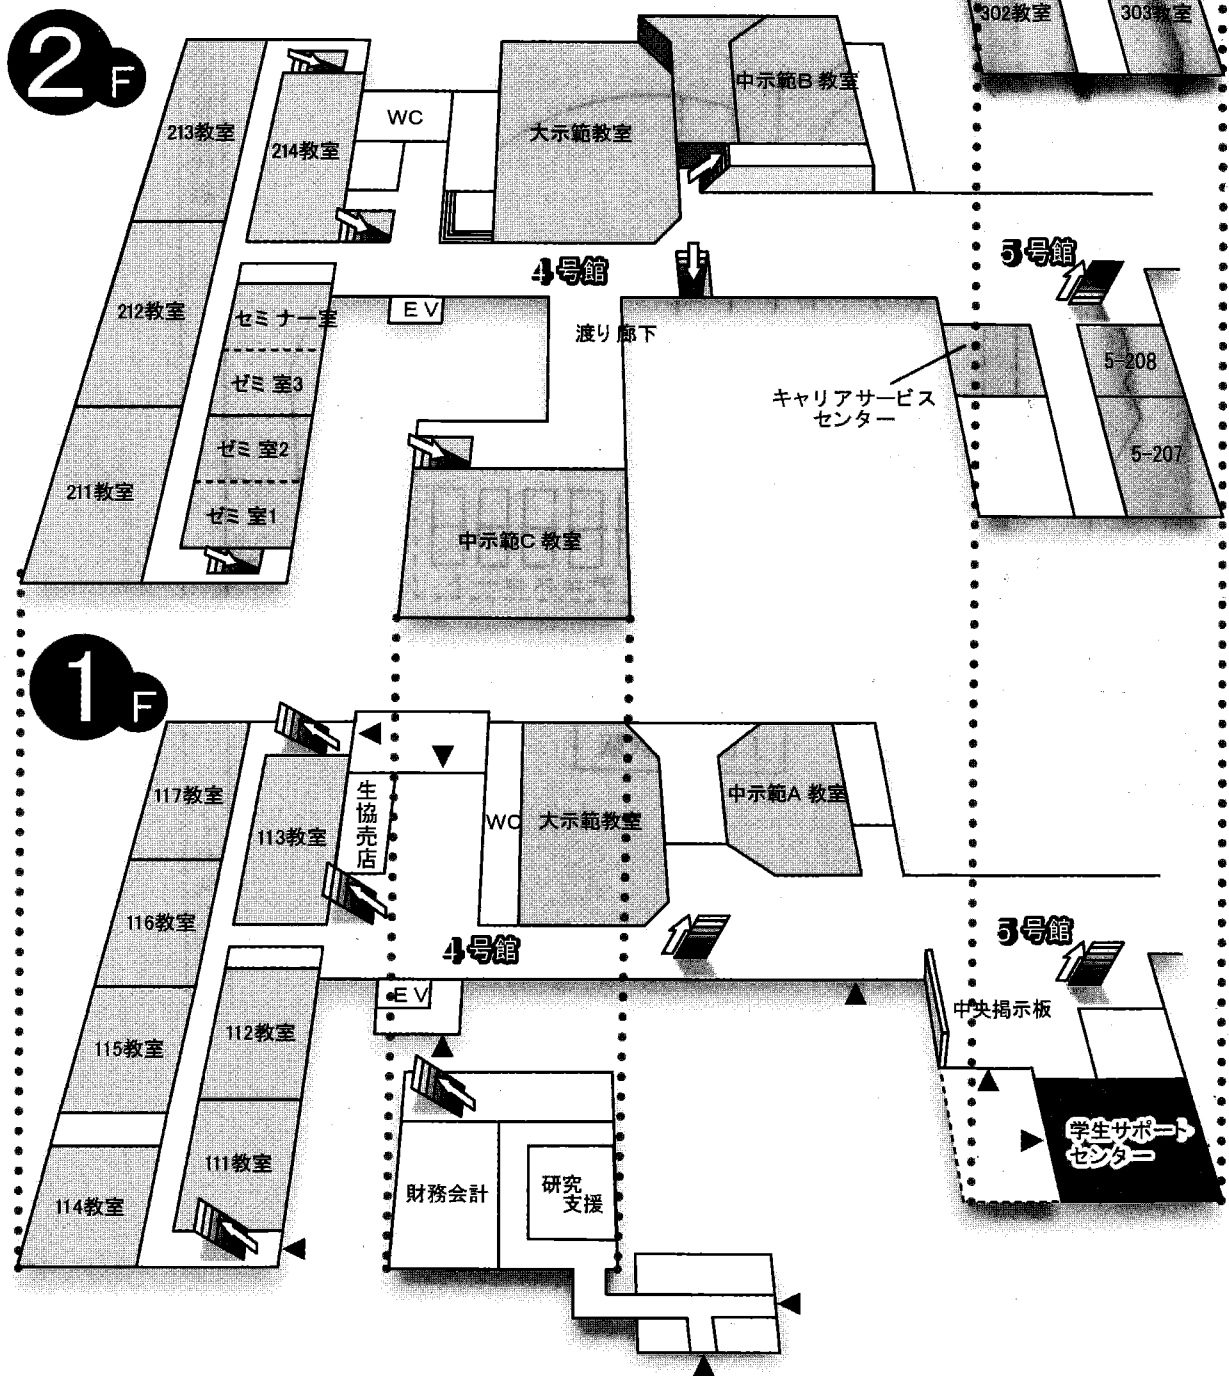 302教室
303教室
2F
213教室
214教室
WC
大示範教室
中示範B教室
4号館
5号館
212教室
セミナー室
EV
渡り廊下
ゼミ室3
キャリアサービス
センター
5-208
ゼミ室2
5-207
211教室
ゼミ室1
中示範C教室
1F
117教室
113教室
生協売店
WC
大示範教室
中示範A教室
116教室
4号館
5号館
EV
中央掲示板
115教室
112教室
111教室
学生サポート
センター
114教室
財務会計
研究
支援